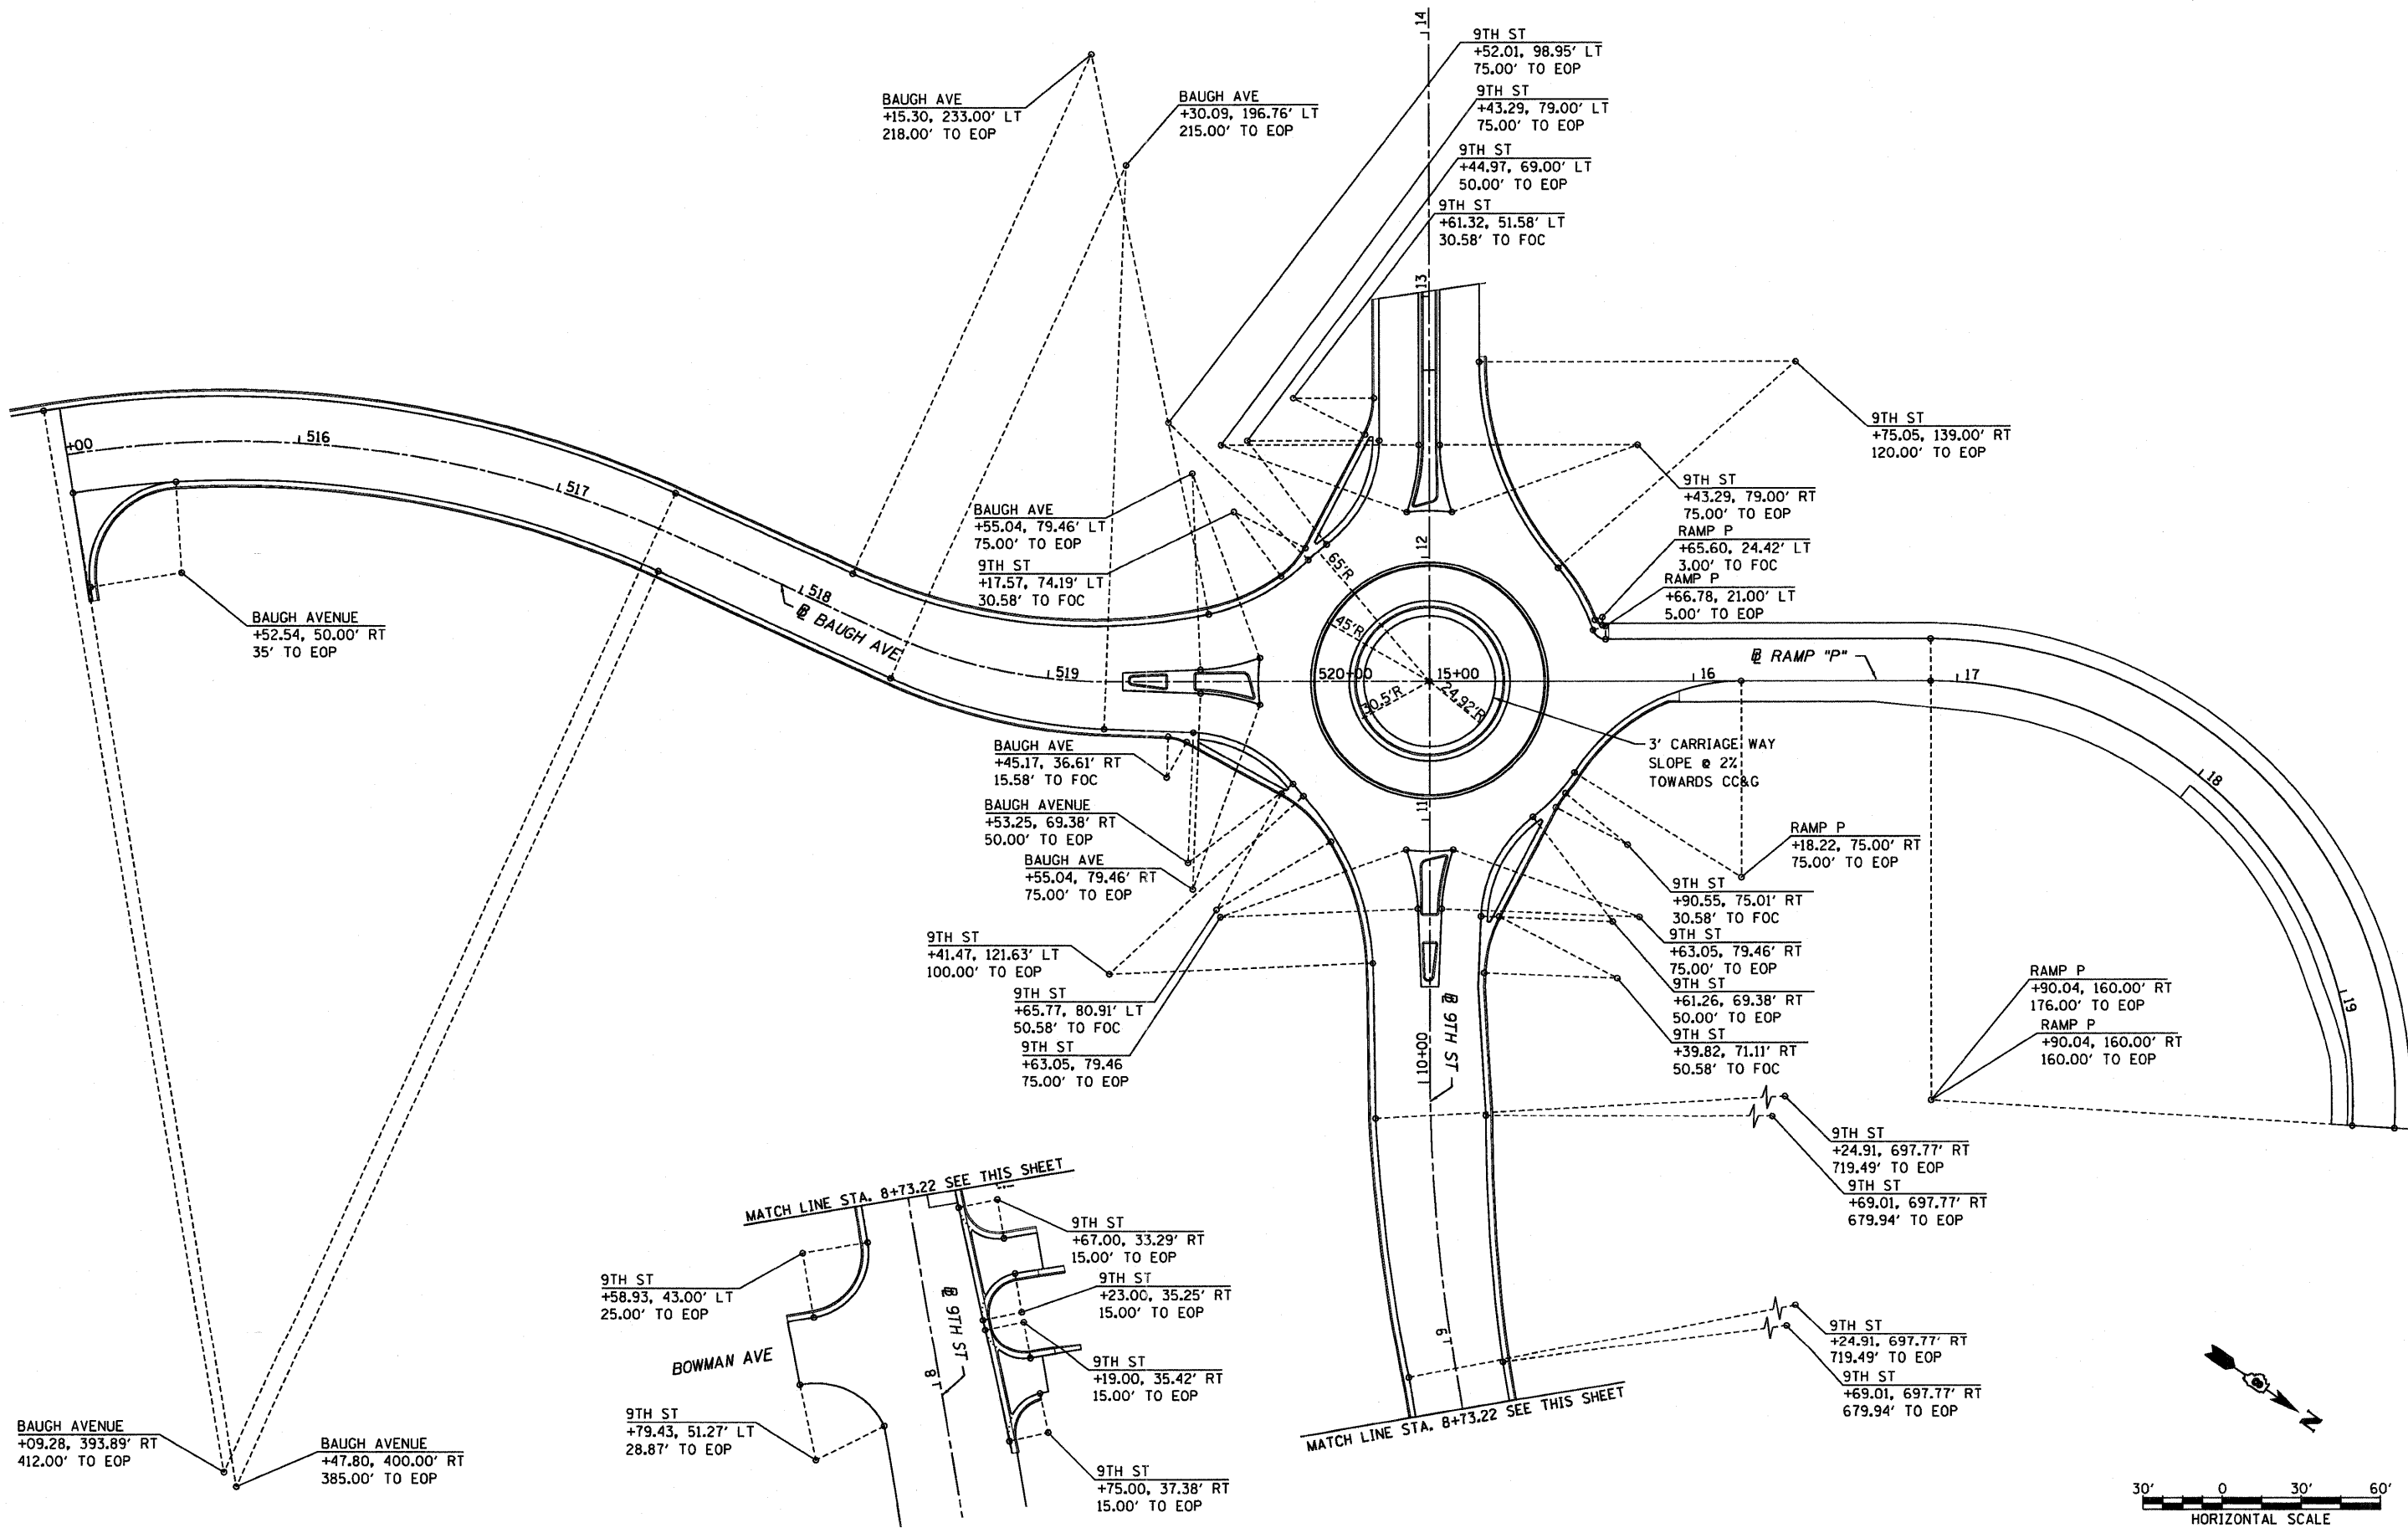 14
9TH ST
+52.01, 98.95' LT
75.00' TO EOP
9TH ST
+43.29, 79.00' LT
75.00' TO EOP
9TH ST
+44.97, 69.00' LT
50.00' TO EOP
9TH ST
+61.32, 51.58' LT
30.58' TO FOC
BAUGH AVE
+15.30, 233.00' LT
218.00' TO EOP
BAUGH AVE
+30.09, 196.76' LT
215.00' TO EOP
13
9TH ST
+75.05, 139.00' RT
120.00' TO EOP
9TH ST
+43.29, 79.00' RT
75.00' TO EOP
RAMP P
+65.60, 24.42' LT
3.00' TO FOC
RAMP P
+66.78, 21.00' LT
5.00' TO EOP
+00
516
517
518
℄ BAUGH AVE
519
BAUGH AVE
+55.04, 79.46' LT
75.00' TO EOP
9TH ST
+17.57, 74.19' LT
30.58' TO FOC
12
65'R
45'R
520+00
15+00
30.5'R
24.92'R
16
℄ RAMP "P"
17
18
19
BAUGH AVENUE
+52.54, 50.00' RT
35' TO EOP
3' CARRIAGE WAY
SLOPE @ 2%
TOWARDS CC&G
11
BAUGH AVE
+45.17, 36.61' RT
15.58' TO FOC
BAUGH AVENUE
+53.25, 69.38' RT
50.00' TO EOP
BAUGH AVE
+55.04, 79.46' RT
75.00' TO EOP
RAMP P
+18.22, 75.00' RT
75.00' TO EOP
9TH ST
+90.55, 75.01' RT
30.58' TO FOC
9TH ST
+63.05, 79.46' RT
75.00' TO EOP
9TH ST
+61.26, 69.38' RT
50.00' TO EOP
9TH ST
+39.82, 71.11' RT
50.58' TO FOC
9TH ST
+41.47, 121.63' LT
100.00' TO EOP
9TH ST
+65.77, 80.91' LT
50.58' TO FOC
9TH ST
+63.05, 79.46
75.00' TO EOP
℄ 9TH ST
10+00
RAMP P
+90.04, 160.00' RT
176.00' TO EOP
RAMP P
+90.04, 160.00' RT
160.00' TO EOP
9TH ST
+24.91, 697.77' RT
719.49' TO EOP
9TH ST
+69.01, 697.77' RT
679.94' TO EOP
MATCH LINE STA. 8+73.22 SEE THIS SHEET
9TH ST
+67.00, 33.29' RT
15.00' TO EOP
9TH ST
+58.93, 43.00' LT
25.00' TO EOP
9TH ST
+23.00, 35.25' RT
15.00' TO EOP
℄ 9TH ST
8
BOWMAN AVE
9TH ST
+19.00, 35.42' RT
15.00' TO EOP
9TH ST
+79.43, 51.27' LT
28.87' TO EOP
9TH ST
+75.00, 37.38' RT
15.00' TO EOP
9
9TH ST
+24.91, 697.77' RT
719.49' TO EOP
9TH ST
+69.01, 697.77' RT
679.94' TO EOP
MATCH LINE STA. 8+73.22 SEE THIS SHEET
BAUGH AVENUE
+09.28, 393.89' RT
412.00' TO EOP
BAUGH AVENUE
+47.80, 400.00' RT
385.00' TO EOP
N
30' 0 30' 60'
HORIZONTAL SCALE